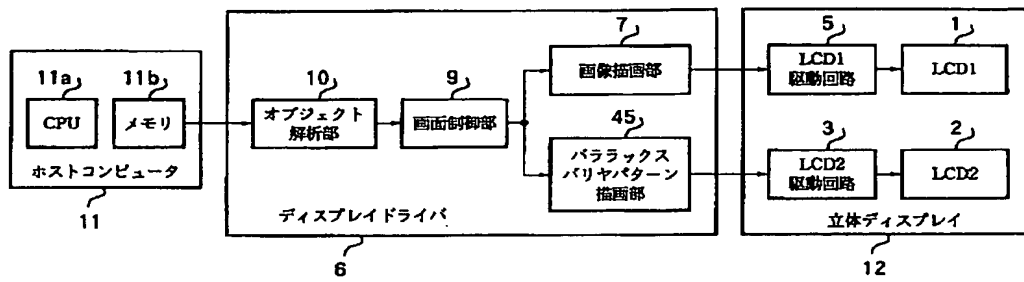 11a
11b
CPU
メモリ
ホストコンピュータ
11
10
オブジェクト
解析部
9
画面制御部
7
画像描画部
45
パララックス
バリヤパターン
描画部
ディスプレイドライバ
6
5
LCD1
駆動回路
1
LCD1
3
LCD2
駆動回路
2
LCD2
立体ディスプレイ
12